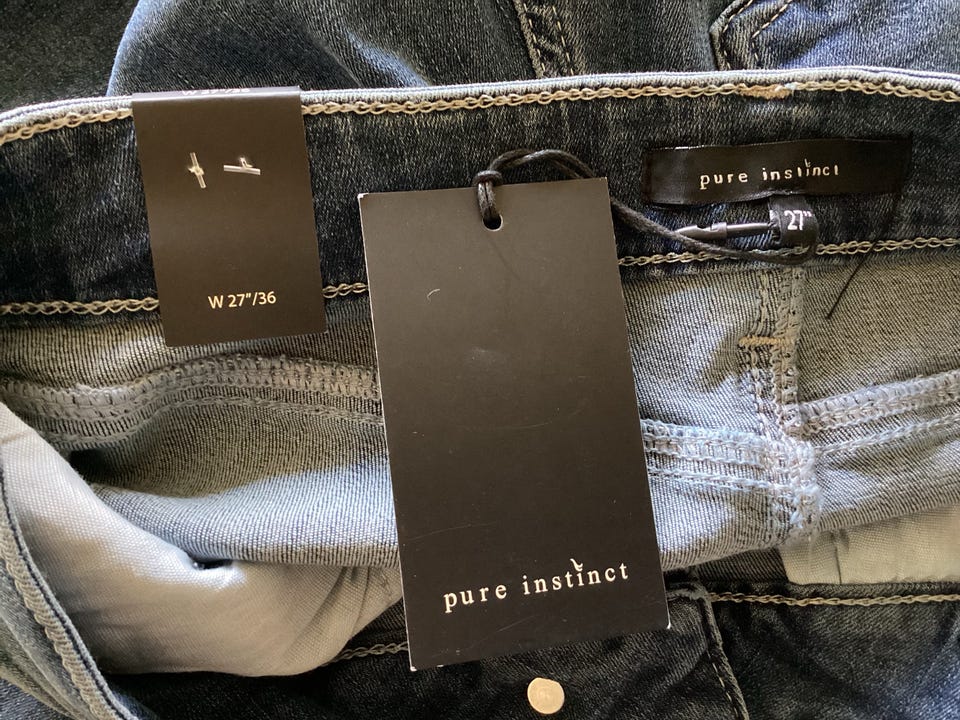 W 27"/36
pure instinct
27"
pure instinct